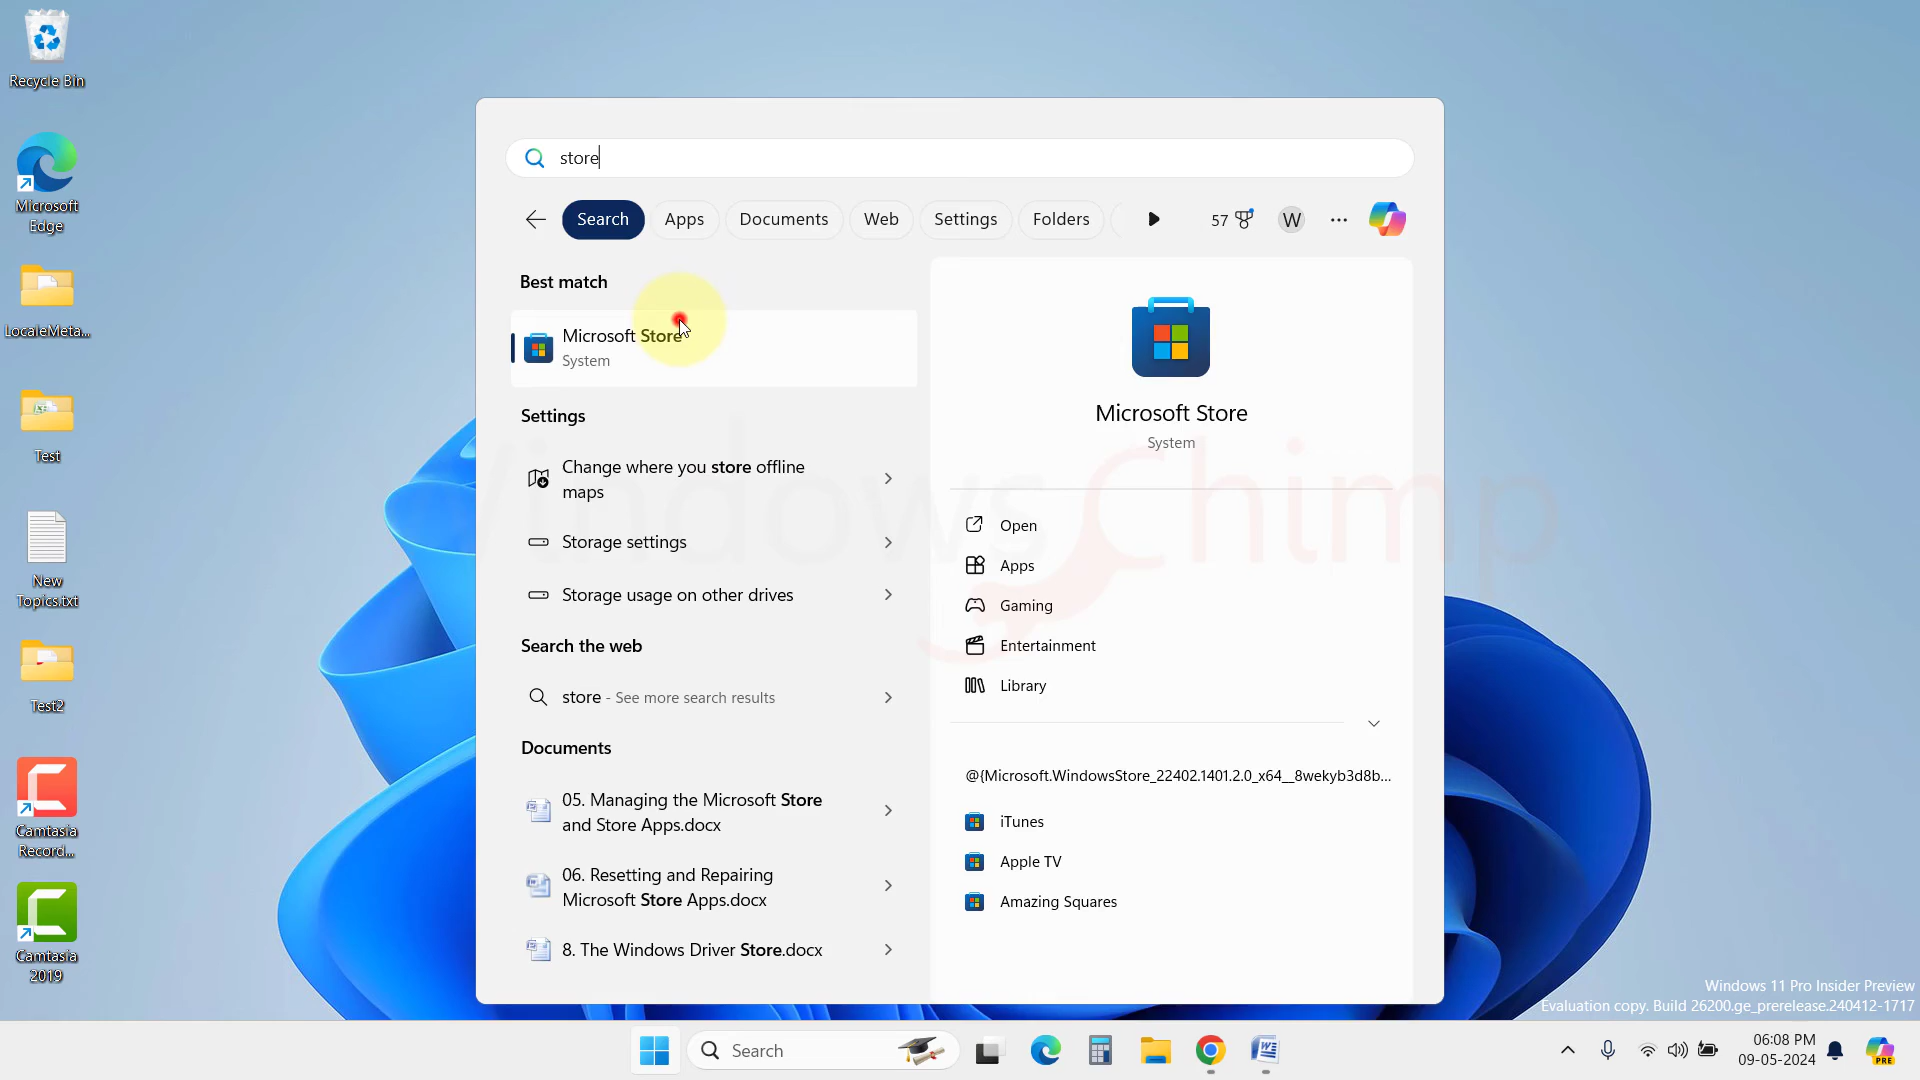 Recycle Bin
Microsoft
Edge
LocaleMeta...
Test
New
Topics.txt
Test2
Camtasia
Record...
Camtasia
2019
store
Search Apps Documents Web Settings Folders 57 W
Best match
Microsoft Store
System
Settings
Change where you store offline
maps
Storage settings
Storage usage on other drives
Search the web
store - See more search results
Documents
05. Managing the Microsoft Store
and Store Apps.docx
06. Resetting and Repairing
Microsoft Store Apps.docx
8. The Windows Driver Store.docx
Microsoft Store
System
Open
Apps
Gaming
Entertainment
Library
@{Microsoft.WindowsStore_22402.1401.2.0_x64__8wekyb3d8b...
iTunes
Apple TV
Amazing Squares
WindowsChimp
Windows 11 Pro Insider Preview
Evaluation copy. Build 26200.ge_prerelease.240412-1717
Search
06:08 PM
09-05-2024
PRE